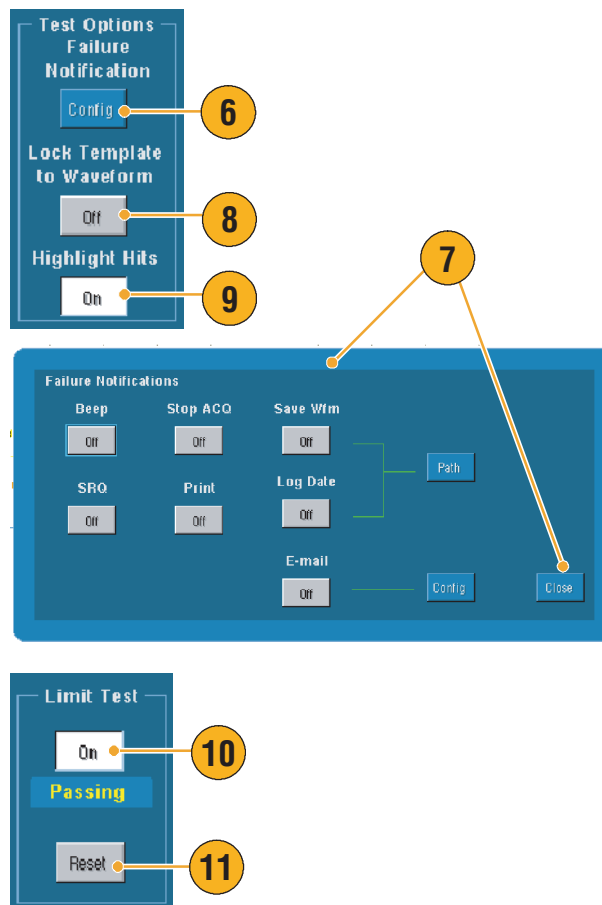 Test Options
Failure
Notification
Config
6
Lock Template
to Waveform
Off
8
Highlight Hits
On
9
7
Failure Notifications
Beep
Stop ACQ
Save Wfm
Off
Off
Off
Path
SRQ
Print
Log Date
Off
Off
Off
E-mail
Off
Config
Close
Limit Test
On
10
Passing
Reset
11